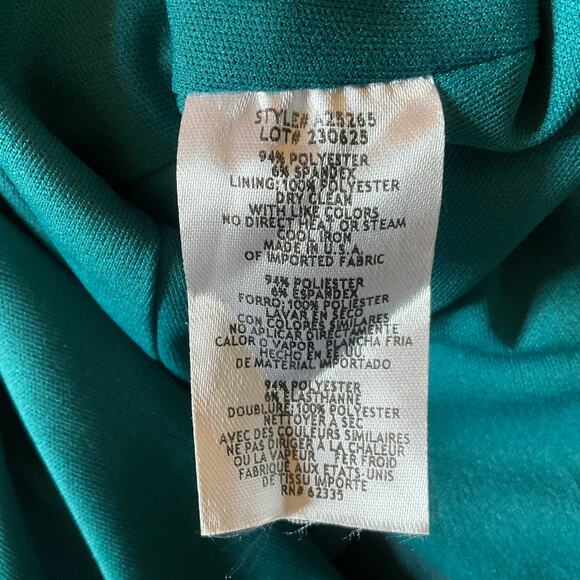 STYLE# A25265
LOT# 230625
94% POLYESTER
6% SPANDEX
LINING: 100% POLYESTER
DRY CLEAN
WITH LIKE COLORS
NO DIRECT HEAT OR STEAM
COOL IRON
MADE IN U.S.A.
OF IMPORTED FABRIC
94% POLIESTER
6% ESPANDEX
FORRO: 100% POLIESTER
LAVAR EN SECO
CON COLORES SIMILARES
NO APLICAR DIRECTAMENTE
CALOR O VAPOR PLANCHA FRIA
HECHO EN EE.UU.
DE MATERIAL IMPORTADO
94% POLYESTER
6% ELASTHANNE
DOUBLURE: 100% POLYESTER
NETTOYER A SEC
AVEC DES COULEURS SIMILAIRES
NE PAS DIRIGER A LA CHALEUR
OU LA VAPEUR FER FROID
FABRIQUE AUX ETATS-UNIS
DE TISSU IMPORTE
RN# 62335